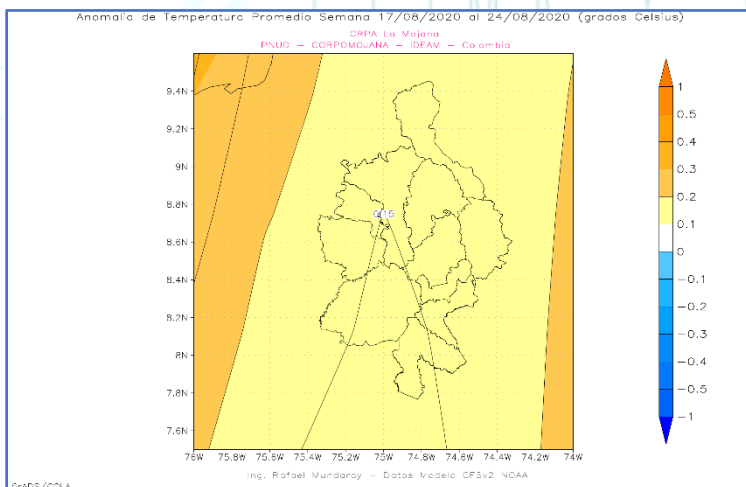 Anomalia de Temperatura Promedio Semana 17/08/2020 al 24/08/2020 (grados Celsius)
CRPA La Mojana
PNUD – CORPOMOJANA – IDEAM – Colombia
9.4N
9.2N
9N
8.8N
8.6N
8.4N
8.2N
8N
7.8N
7.6N
0.15
76W 75.8W 75.6W 75.4W 75.2W 75W 74.8W 74.6W 74.4W 74.2W 74W
1
0.5
0.4
0.3
0.2
0.1
0
-0.1
-0.2
-0.3
-0.4
-0.5
-1
Ing. Rafael Mundaray – Datos Modelo CFSv2 NOAA
GrADS/COLA